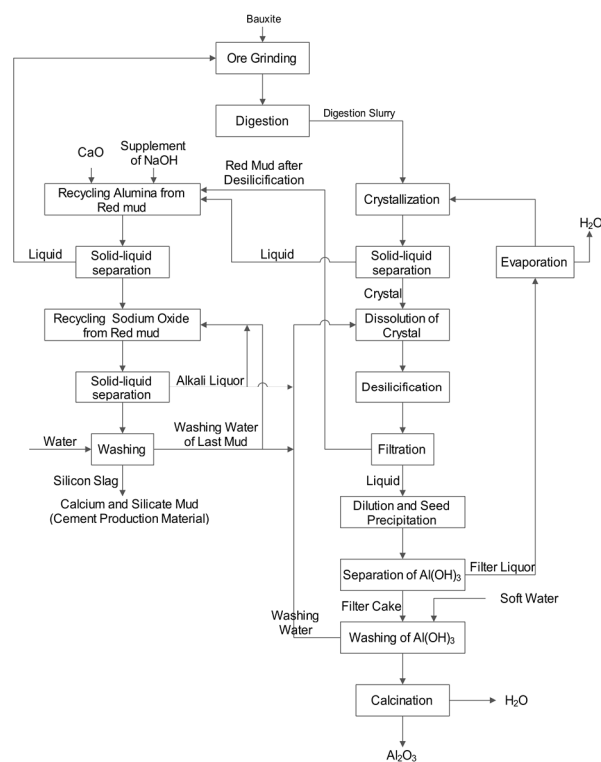 Bauxite
Ore Grinding
Digestion
Digestion Slurry
CaO
Supplement
of NaOH
Red Mud after
Desilicification
Recycling Alumina from
Red mud
Crystallization
H₂O
Liquid
Solid-liquid
separation
Liquid
Solid-liquid
separation
Evaporation
Crystal
Recycling Sodium Oxide
from Red mud
Dissolution of
Crystal
Solid-liquid
separation
Alkali Liquor
Desilicification
Water
Washing
Washing Water
of Last Mud
Filtration
Silicon Slag
Liquid
Calcium and Silicate Mud
(Cement Production Material)
Dilution and Seed
Precipitation
Separation of Al(OH)₃
Filter Liquor
Filter Cake
Soft Water
Washing
Water
Washing of Al(OH)₃
Calcination
H₂O
Al₂O₃